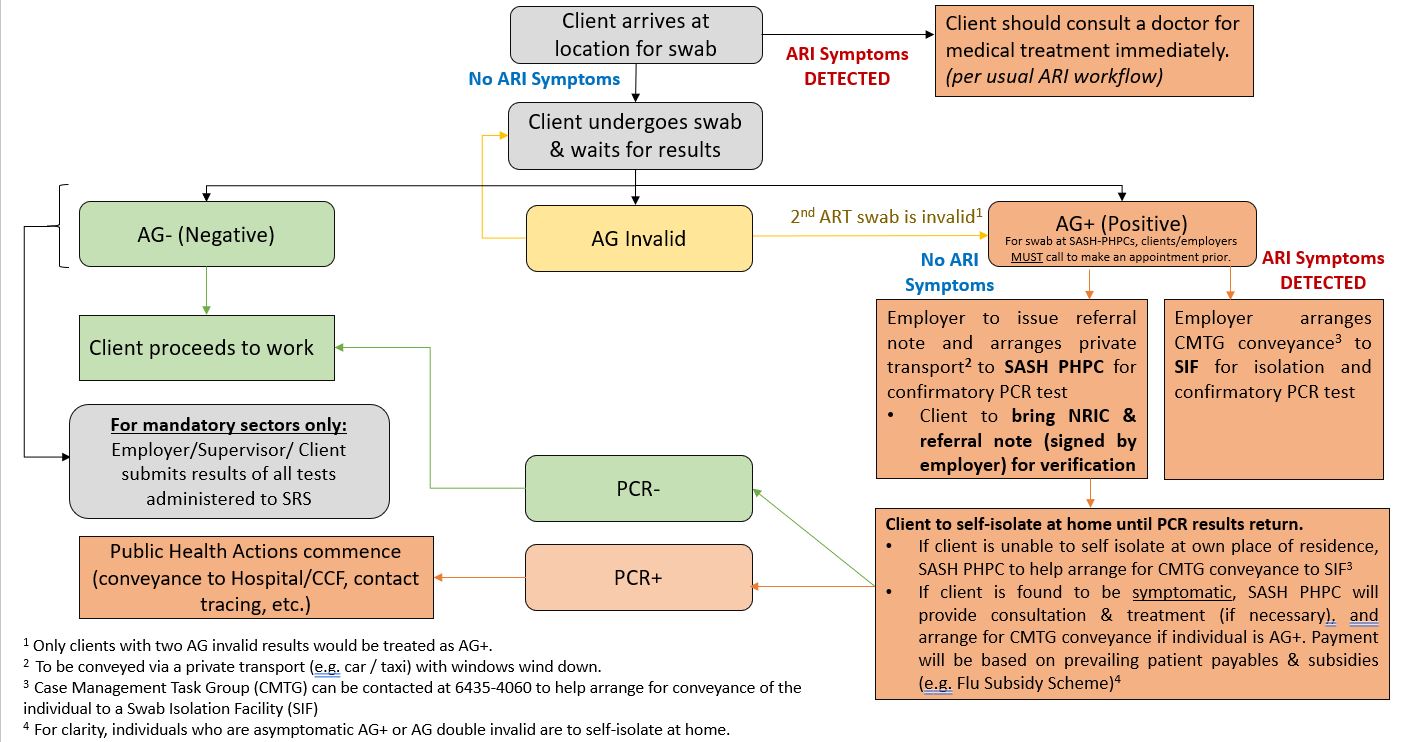 Client arrives at
location for swab
ARI Symptoms
DETECTED
Client should consult a doctor for
medical treatment immediately.
(per usual ARI workflow)
No ARI Symptoms
Client undergoes swab
& waits for results
AG- (Negative)
AG Invalid
2nd ART swab is invalid1
AG+ (Positive)
For swab at SASH-PHPCs, clients/employers
MUST call to make an appointment prior.
No ARI
Symptoms
ARI Symptoms
DETECTED
Client proceeds to work
Employer to issue referral
note and arranges private
transport2 to SASH PHPC for
confirmatory PCR test
• Client to bring NRIC &
referral note (signed by
employer) for verification
Employer arranges
CMTG conveyance3 to
SIF for isolation and
confirmatory PCR test
For mandatory sectors only:
Employer/Supervisor/ Client
submits results of all tests
administered to SRS
PCR-
PCR+
Public Health Actions commence
(conveyance to Hospital/CCF, contact
tracing, etc.)
Client to self-isolate at home until PCR results return.
• If client is unable to self isolate at own place of residence,
SASH PHPC to help arrange for CMTG conveyance to SIF3
• If client is found to be symptomatic, SASH PHPC will
provide consultation & treatment (if necessary), and
arrange for CMTG conveyance if individual is AG+. Payment
will be based on prevailing patient payables & subsidies
(e.g. Flu Subsidy Scheme)4
1 Only clients with two AG invalid results would be treated as AG+.
2 To be conveyed via a private transport (e.g. car / taxi) with windows wind down.
3 Case Management Task Group (CMTG) can be contacted at 6435-4060 to help arrange for conveyance of the
individual to a Swab Isolation Facility (SIF)
4 For clarity, individuals who are asymptomatic AG+ or AG double invalid are to self-isolate at home.